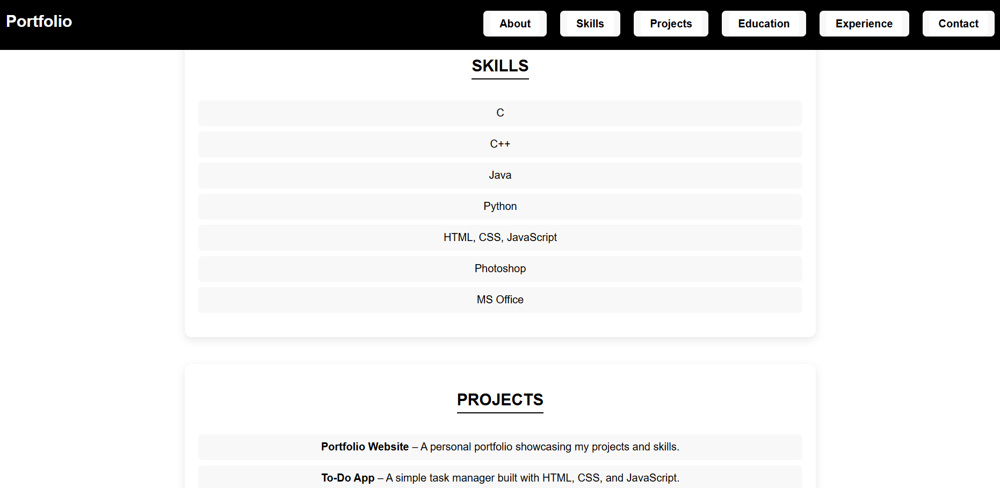 Portfolio
About Skills Projects Education Experience Contact
SKILLS
C
C++
Java
Python
HTML, CSS, JavaScript
Photoshop
MS Office
PROJECTS
Portfolio Website – A personal portfolio showcasing my projects and skills.
To-Do App – A simple task manager built with HTML, CSS, and JavaScript.